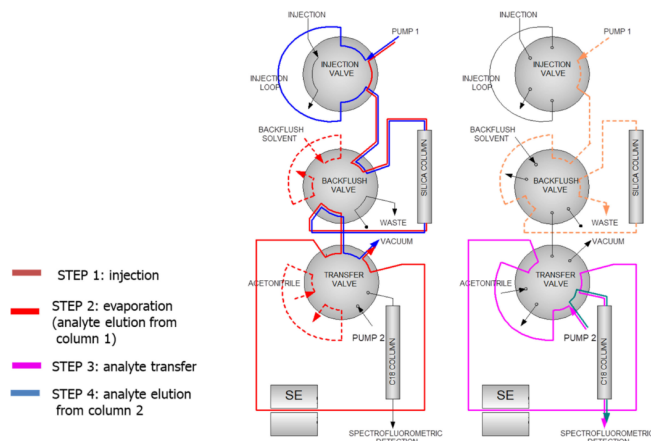 INJECTION
PUMP 1
INJECTION
VALVE
INJECTION
LOOP
BACKFLUSH
SOLVENT
BACKFLUSH
VALVE
SILICA COLUMN
WASTE
VACUUM
ACETONITRILE
TRANSFER
VALVE
PUMP 2
C18 COLUMN
SE
SPECTROFLUOROMETRIC
DETECTION
INJECTION
PUMP 1
INJECTION
VALVE
INJECTION
LOOP
BACKFLUSH
SOLVENT
BACKFLUSH
VALVE
SILICA COLUMN
WASTE
VACUUM
ACETONITRILE
TRANSFER
VALVE
PUMP 2
C18 COLUMN
SE
SPECTROFLUOROMETRIC
DETECTION
STEP 1: injection
STEP 2: evaporation
(analyte elution from
column 1)
STEP 3: analyte transfer
STEP 4: analyte elution
from column 2